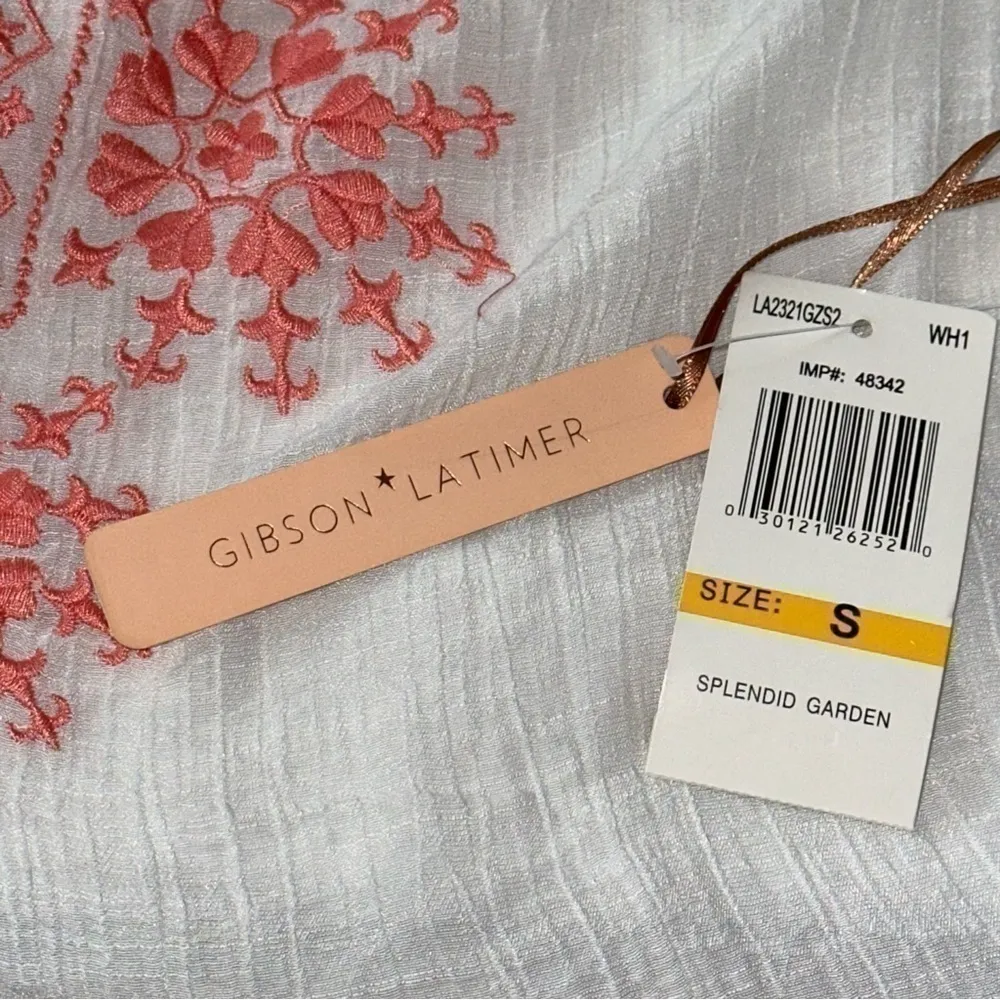 GIBSON★LATIMER
LA2321GZS2
WH1
IMP#: 48342
0 30121 26252 0
SIZE: S
SPLENDID GARDEN